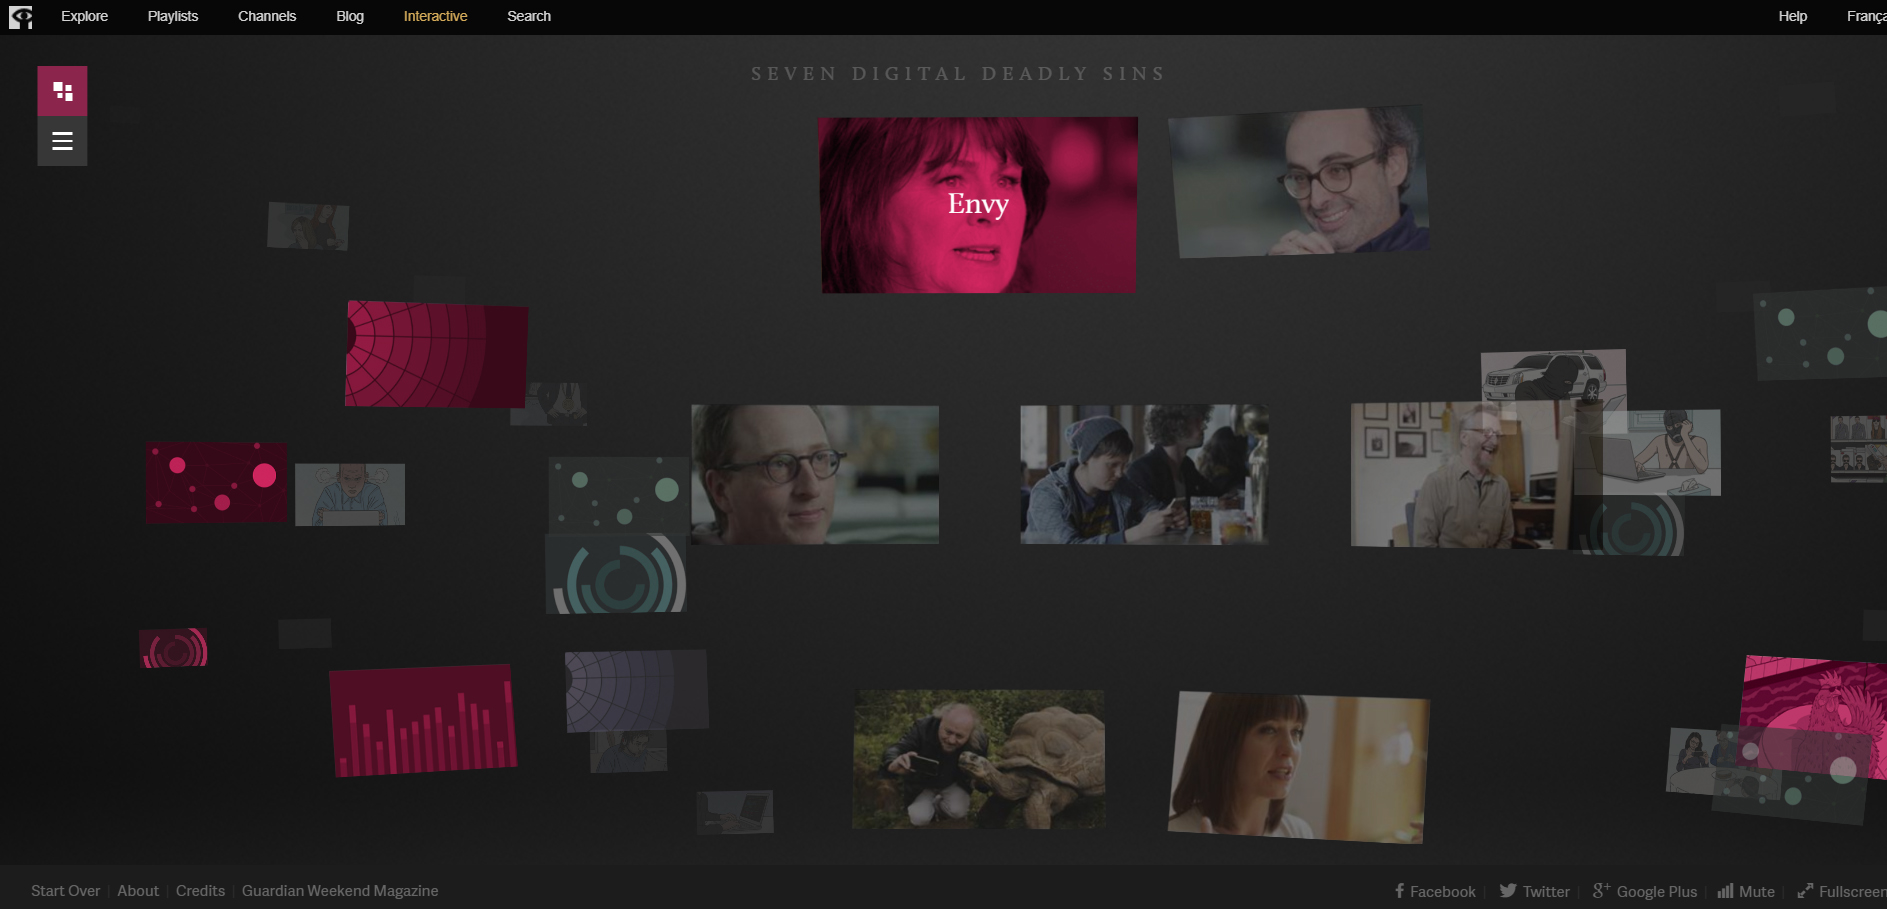 Explore Playlists Channels Blog Interactive Search Help França
SEVEN DIGITAL DEADLY SINS
Envy
Start Over About Credits Guardian Weekend Magazine Facebook Twitter Google Plus Mute Fullscreen